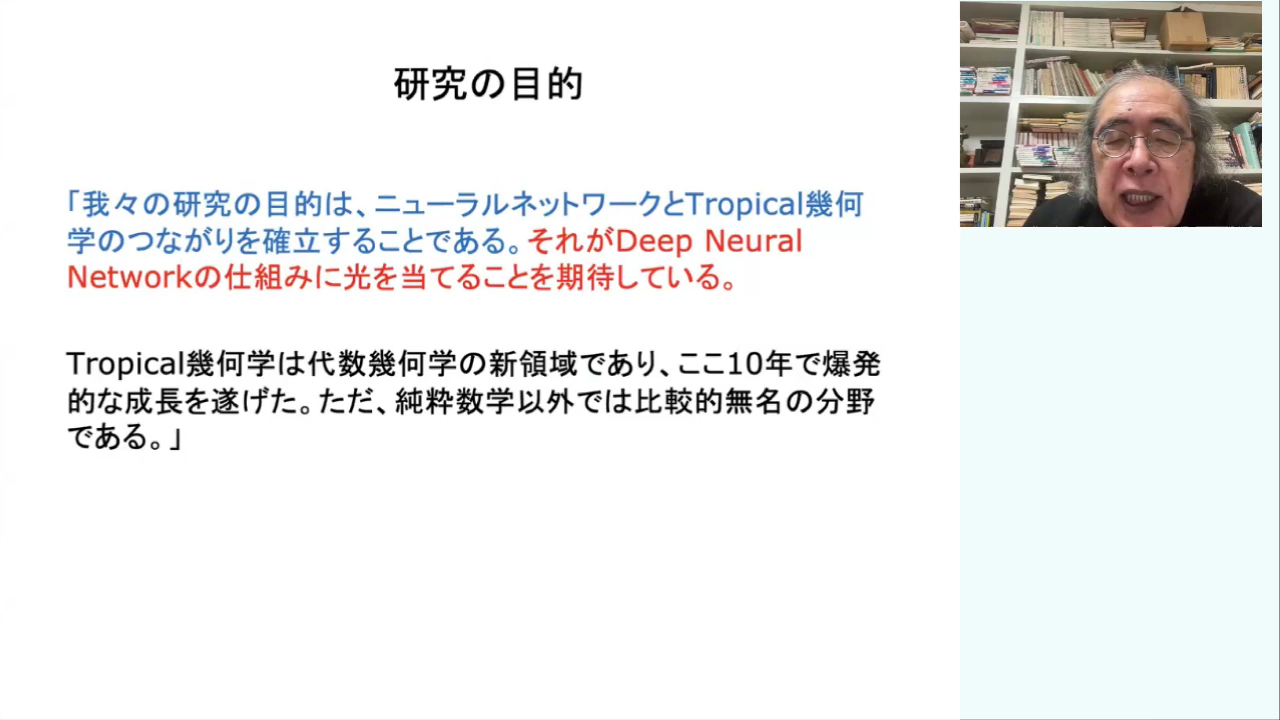 研究の目的
「我々の研究の目的は、ニューラルネットワークとTropical幾何
学のつながりを確立することである。それがDeep Neural
Networkの仕組みに光を当てることを期待している。
Tropical幾何学は代数幾何学の新領域であり、ここ10年で爆発
的な成長を遂げた。ただ、純粋数学以外では比較的無名の分野
である。」